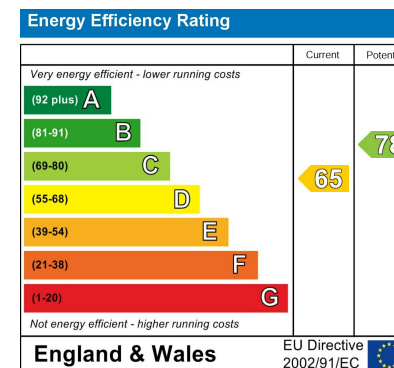 Energy Efficiency Rating
Current Poten
Very energy efficient - lower running costs
(92 plus) A
(81-91) B
78
(69-80) C
65
(55-68) D
(39-54) E
(21-38) F
(1-20) G
Not energy efficient - higher running costs
England & Wales
EU Directive
2002/91/EC